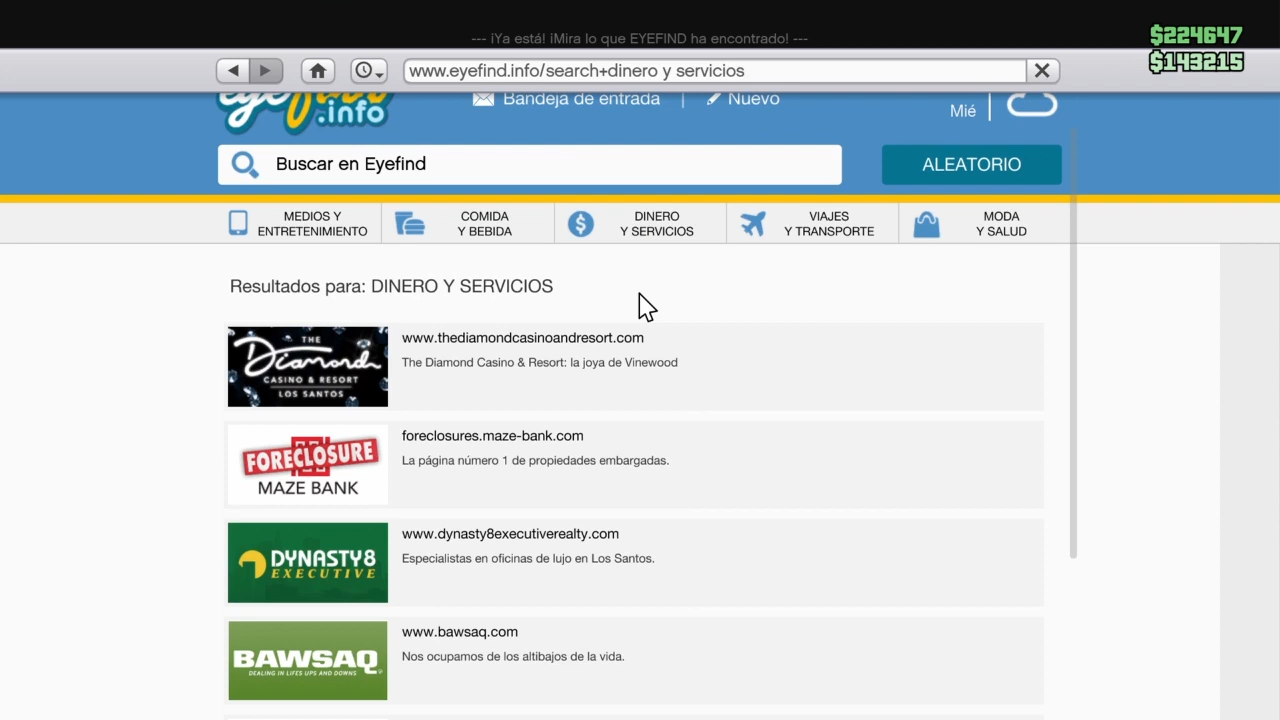 --- ¡Ya está! ¡Mira lo que EYEFIND ha encontrado! ---
$224647
$143215
www.eyefind.info/search+dinero y servicios
eyefind
.info
Bandeja de entrada
Nuevo
Mié
Buscar en Eyefind
ALEATORIO
MEDIOS Y
ENTRETENIMIENTO
COMIDA
Y BEBIDA
DINERO
Y SERVICIOS
VIAJES
Y TRANSPORTE
MODA
Y SALUD
Resultados para: DINERO Y SERVICIOS
THE
Diamond
CASINO & RESORT
LOS SANTOS
www.thediamondcasinoandresort.com
The Diamond Casino & Resort: la joya de Vinewood
FORECLOSURE
MAZE BANK
foreclosures.maze-bank.com
La página número 1 de propiedades embargadas.
DYNASTY8
EXECUTIVE
www.dynasty8executiverealty.com
Especialistas en oficinas de lujo en Los Santos.
BAWSAQ
DEALING IN LIFES UPS AND DOWNS
www.bawsaq.com
Nos ocupamos de los altibajos de la vida.